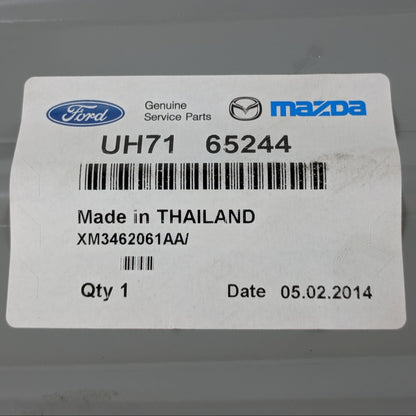 Ford
Genuine
Service Parts
mazda
UH71 65244
Made in THAILAND
XM3462061AA/
Qty 1 Date 05.02.2014